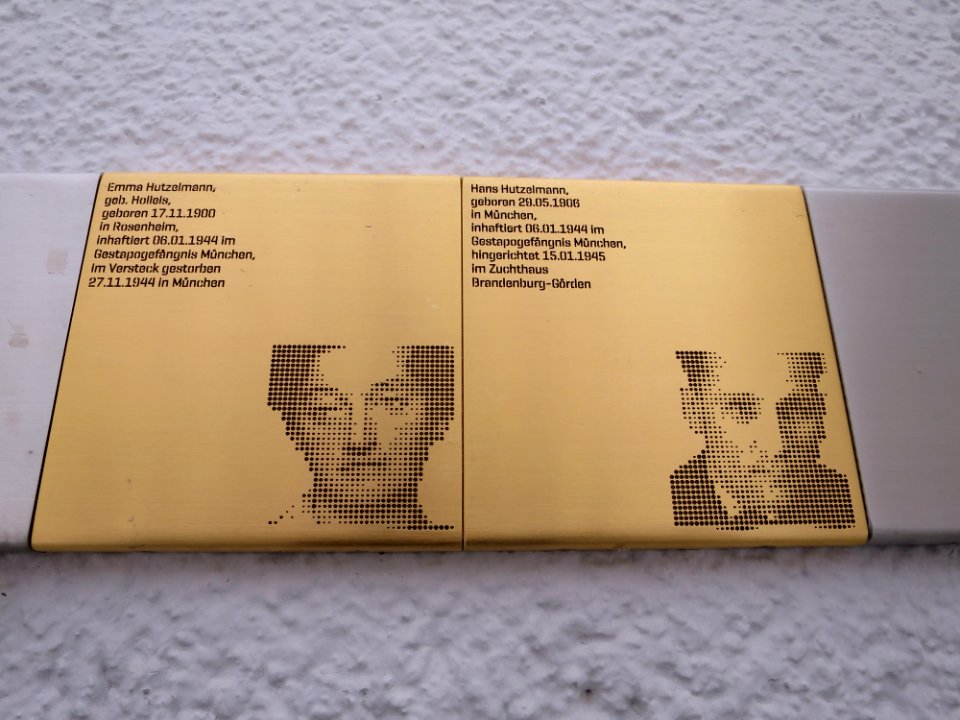 Emma Hutzelmann,
geb. Holleis,
geboren 17.11.1900
in Rosenheim,
inhaftiert 06.01.1944 im
Gestapogefängnis München,
im Versteck gestorben
27.11.1944 in München
Hans Hutzelmann,
geboren 29.05.1906
in München,
inhaftiert 06.01.1944 im
Gestapogefängnis München,
hingerichtet 15.01.1945
im Zuchthaus
Brandenburg-Görden